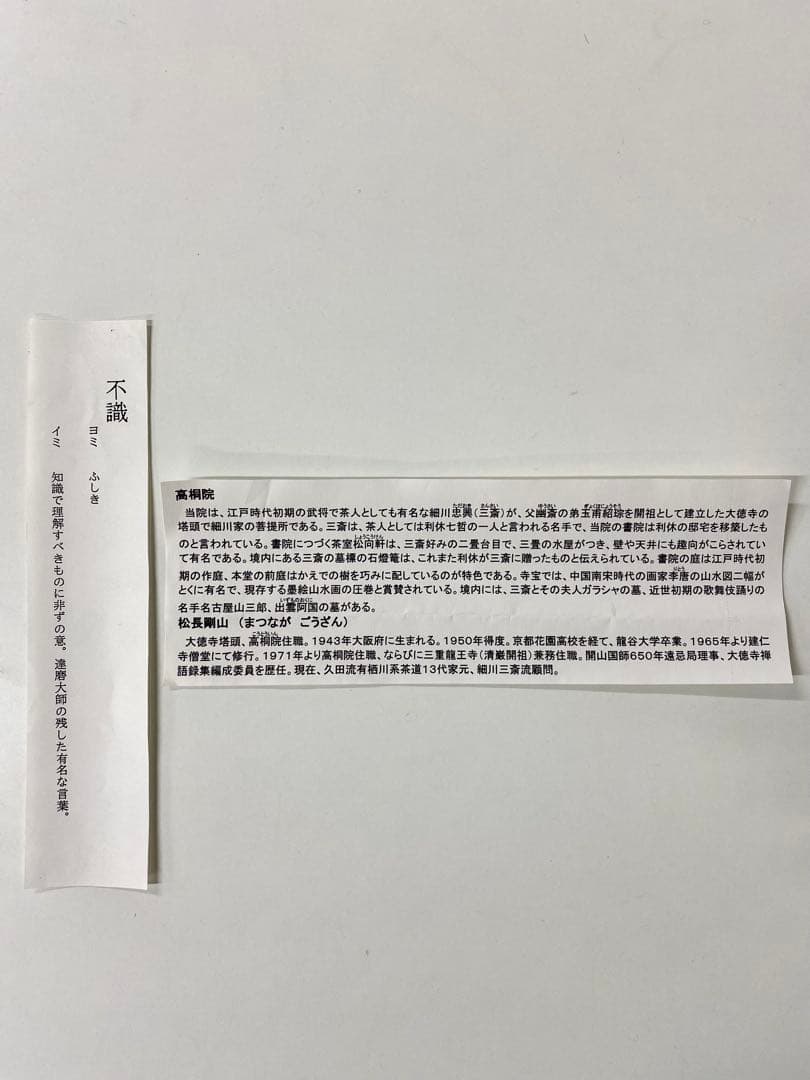 不識
ヨミ ふしき
イミ 知識で理解すべきものに非ずの意。達磨大師の残した有名な言葉。
高桐院
当院は、江戸時代初期の武将で茶人としても有名な細川忠興(三斎)が、父幽斎の弟玉甫紹琮を開祖として建立した大徳寺の
塔頭で細川家の菩提所である。三斎は、茶人としては利休七哲の一人と言われる名手で、当院の書院は利休の邸宅を移築したも
のと言われている。書院につづく茶室松向軒は、三斎好みの二畳台目で、三畳の水屋がつき、壁や天井にも趣向がこらされてい
て有名である。境内にある三斎の墓標の石燈篭は、これまた利休が三斎に贈ったものと伝えられている。書院の庭は江戸時代初
期の作庭、本堂の前庭はかえでの樹を巧みに配しているのが特色である。寺宝では、中国南宋時代の画家李唐の山水図二幅が
とくに有名で、現存する墨絵山水画の圧巻と賞賛されている。境内には、三斎とその夫人ガラシャの墓、近世初期の歌舞伎踊りの
名手名古屋山三郎、出雲阿国の墓がある。
松長剛山 (まつなが ごうざん)
大徳寺塔頭、高桐院住職。1943年大阪府に生まれる。1950年得度。京都花園高校を経て、龍谷大学卒業。1965年より建仁
寺僧堂にて修行。1971年より高桐院住職、ならびに三重龍王寺(清巌開祖)兼務住職。開山国師650年遠忌局理事、大徳寺禅
語録集編成委員を歴任。現在、久田流有栖川系茶道13代家元、細川三斎流顧問。